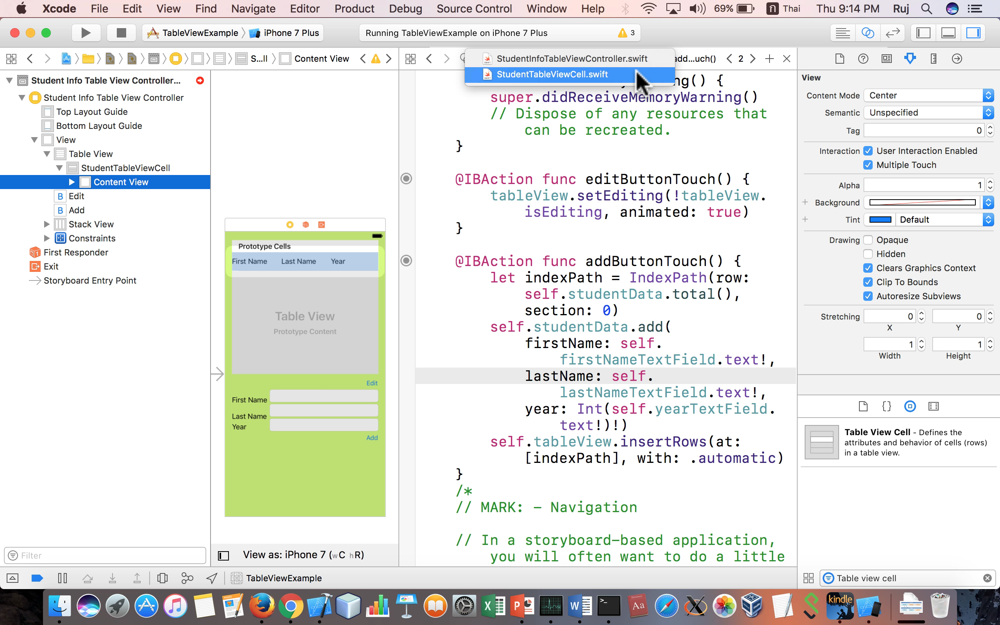 Xcode File Edit View Find Navigate Editor Product Debug Source Control Window Help 69% ก Thai Thu 9:14 PM Ruj
TableViewExample iPhone 7 Plus Running TableViewExample on iPhone 7 Plus 3
S...ll Content View StudentInfoTableViewController.swift add...uch() 2
StudentTableViewCell.swift
Student Info Table View Controller...
Student Info Table View Controller
Top Layout Guide
Bottom Layout Guide
View
Table View
StudentTableViewCell
Content View
B Edit
B Add
Stack View
Constraints
First Responder
Exit
Storyboard Entry Point
Filter
Prototype Cells
First Name Last Name Year
Table View
Prototype Content
Edit
First Name
Last Name
Year
Add
View as: iPhone 7 (wC hR)
ng() {
super.didReceiveMemoryWarning()
// Dispose of any resources that
can be recreated.
}
@IBAction func editButtonTouch() {
tableView.setEditing(!tableView.
isEditing, animated: true)
}
@IBAction func addButtonTouch() {
let indexPath = IndexPath(row:
self.studentData.total(),
section: 0)
self.studentData.add(
firstName: self.
firstNameTextField.text!,
lastName: self.
lastNameTextField.text!,
year: Int(self.yearTextField.
text!)!)
self.tableView.insertRows(at:
[indexPath], with: .automatic)
}
/*
// MARK: - Navigation
// In a storyboard-based application,
you will often want to do a little
View
Content Mode Center
Semantic Unspecified
Tag 0
Interaction User Interaction Enabled
Multiple Touch
Alpha 1
Background
Tint Default
Drawing Opaque
Hidden
Clears Graphics Context
Clip To Bounds
Autoresize Subviews
Stretching 0 0
X Y
1 1
Width Height
{}
Table View Cell - Defines the
attributes and behavior of cells (rows)
in a table view.
TableViewExample
Table view cell
PAGES
X P W >_ Aa kindle
Dictionary